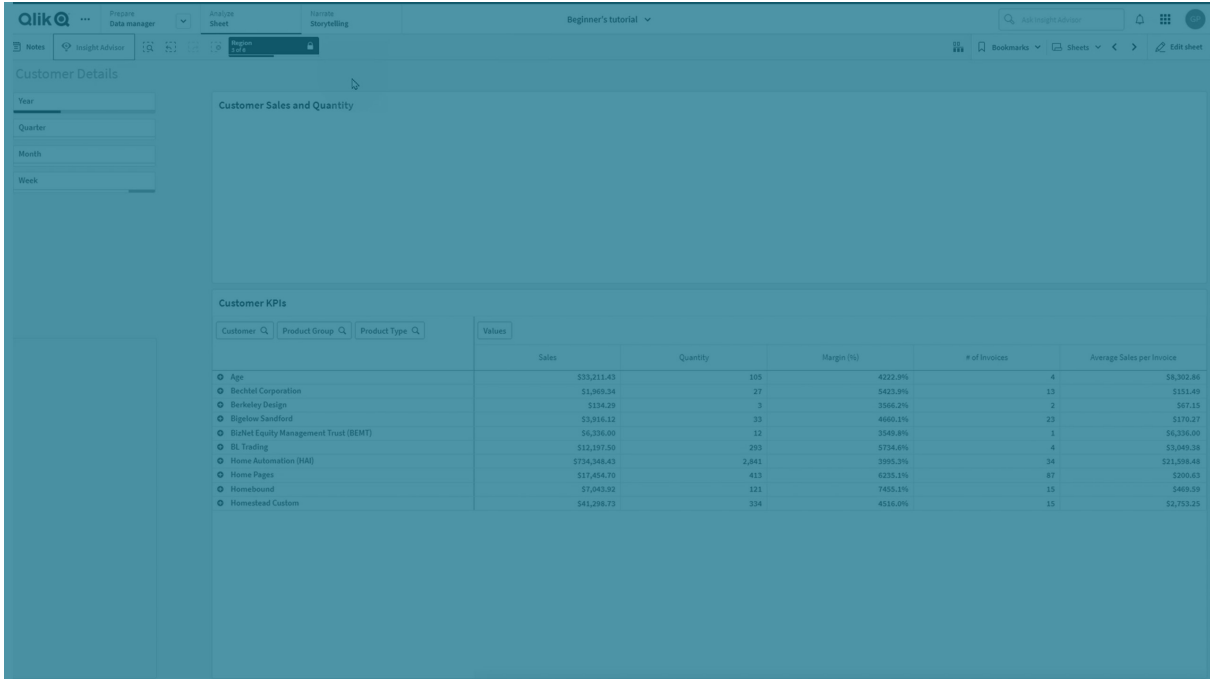 Qlik
Prepare
Data manager
Analyze
Sheet
Narrate
Storytelling
Beginner's tutorial
Ask Insight Advisor
Notes
Insight Advisor
Region
Bookmarks
Sheets
Edit sheet
Customer Details
Year
Quarter
Month
Week
Customer Sales and Quantity
Customer KPIs
Customer Product Group Product Type Values
Sales Quantity Margin (%) # of Invoices Average Sales per Invoice
Age $33,211.43 105 4222.9% 4 $8,302.86
Bechtel Corporation $1,969.34 27 5423.9% 13 $151.49
Berkeley Design $134.29 3 3566.2% 2 $67.15
Bigelow Sandford $3,916.12 33 4660.1% 23 $170.27
BizNet Equity Management Trust (BEMT) $6,336.00 12 3540.8% 1 $6,336.00
BL Trading $12,197.50 293 5734.6% 4 $3,049.38
Home Automation (HAI) $734,348.43 2,841 3995.3% 34 $21,598.48
Home Pages $17,454.70 413 6235.1% 87 $200.63
Homebound $7,043.92 121 7455.1% 15 $469.59
Homestead Custom $41,298.73 334 4516.0% 15 $2,753.25